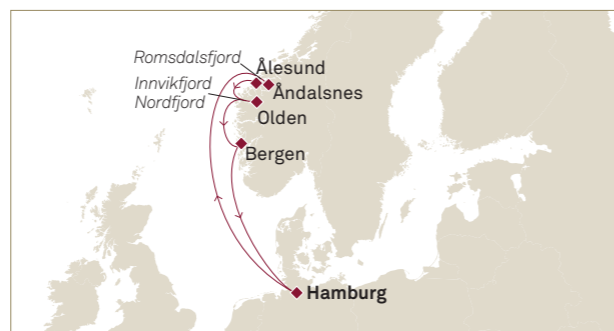 Romsdalsfjord
Ålesund
Innvikfjord
Åndalsnes
Nordfjord
Olden
Bergen
Hamburg